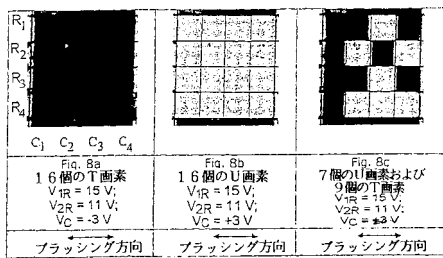 R₁
R₂
R₃
R₄
C₁ C₂ C₃ C₄
Fig. 8a
16個のT画素
V₁R = 15 V;
V₂R = 11 V;
VC = -3 V
ブラッシング方向
Fig. 8b
16個のU画素
V₁R = 15V;
V₂R = 11 V;
VC = +3 V
ブラッシング方向
Fig. 8c
7個のU画素および
9個のT画素
V₁R = 15 V;
V₂R = 11 V;
VC = ±3 V
ブラッシング方向